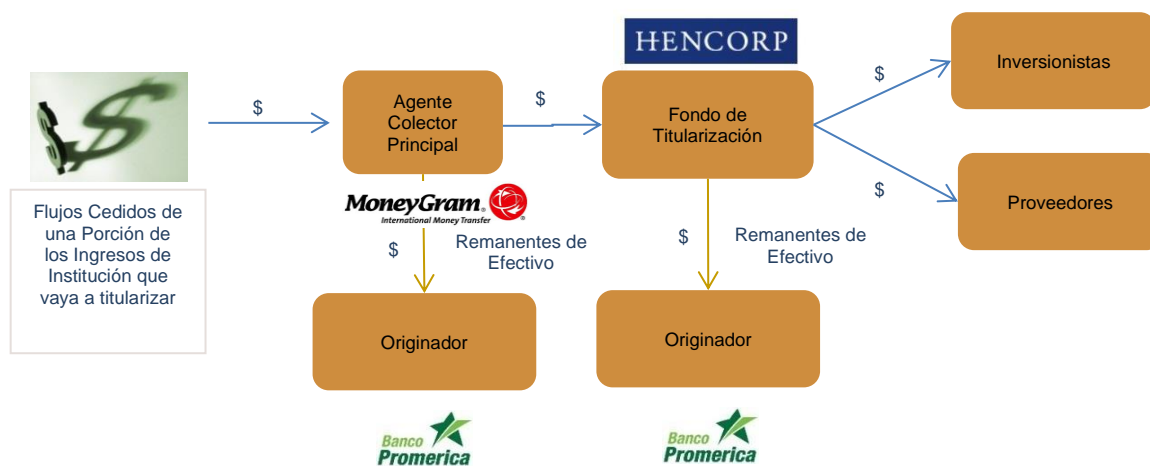 HENCORP
Inversionistas
$
$
$
Agente
Colector
Principal
Fondo de
Titularización
$
Proveedores
MoneyGram®
International Money Transfer
®
Flujos Cedidos de
una Porción de
los Ingresos de
Institución que
vaya a titularizar
$
Remanentes de
Efectivo
$
Remanentes de
Efectivo
Originador
Originador
Banco
Promerica
Banco
Promerica